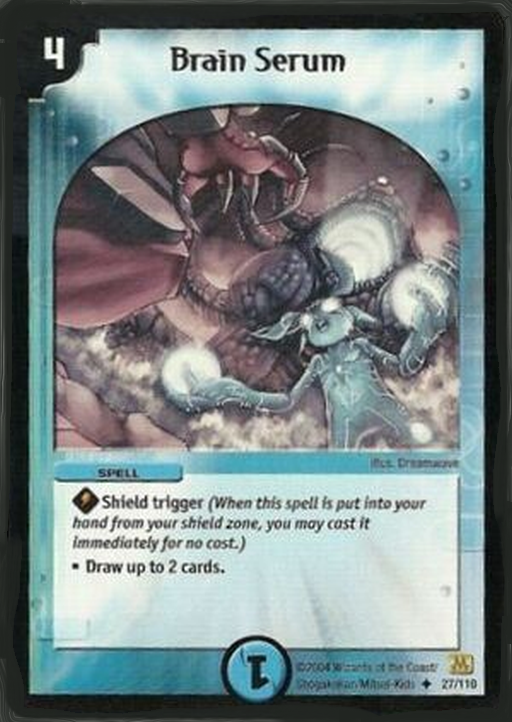 4
Brain Serum
illus. Dreamwave
SPELL
Shield trigger (When this spell is put into your
hand from your shield zone, you may cast it
immediately for no cost.)
▪ Draw up to 2 cards.
1
©2004 Wizards of the Coast/
Shogakukan/Mitsui-Kids ♦ 27/110